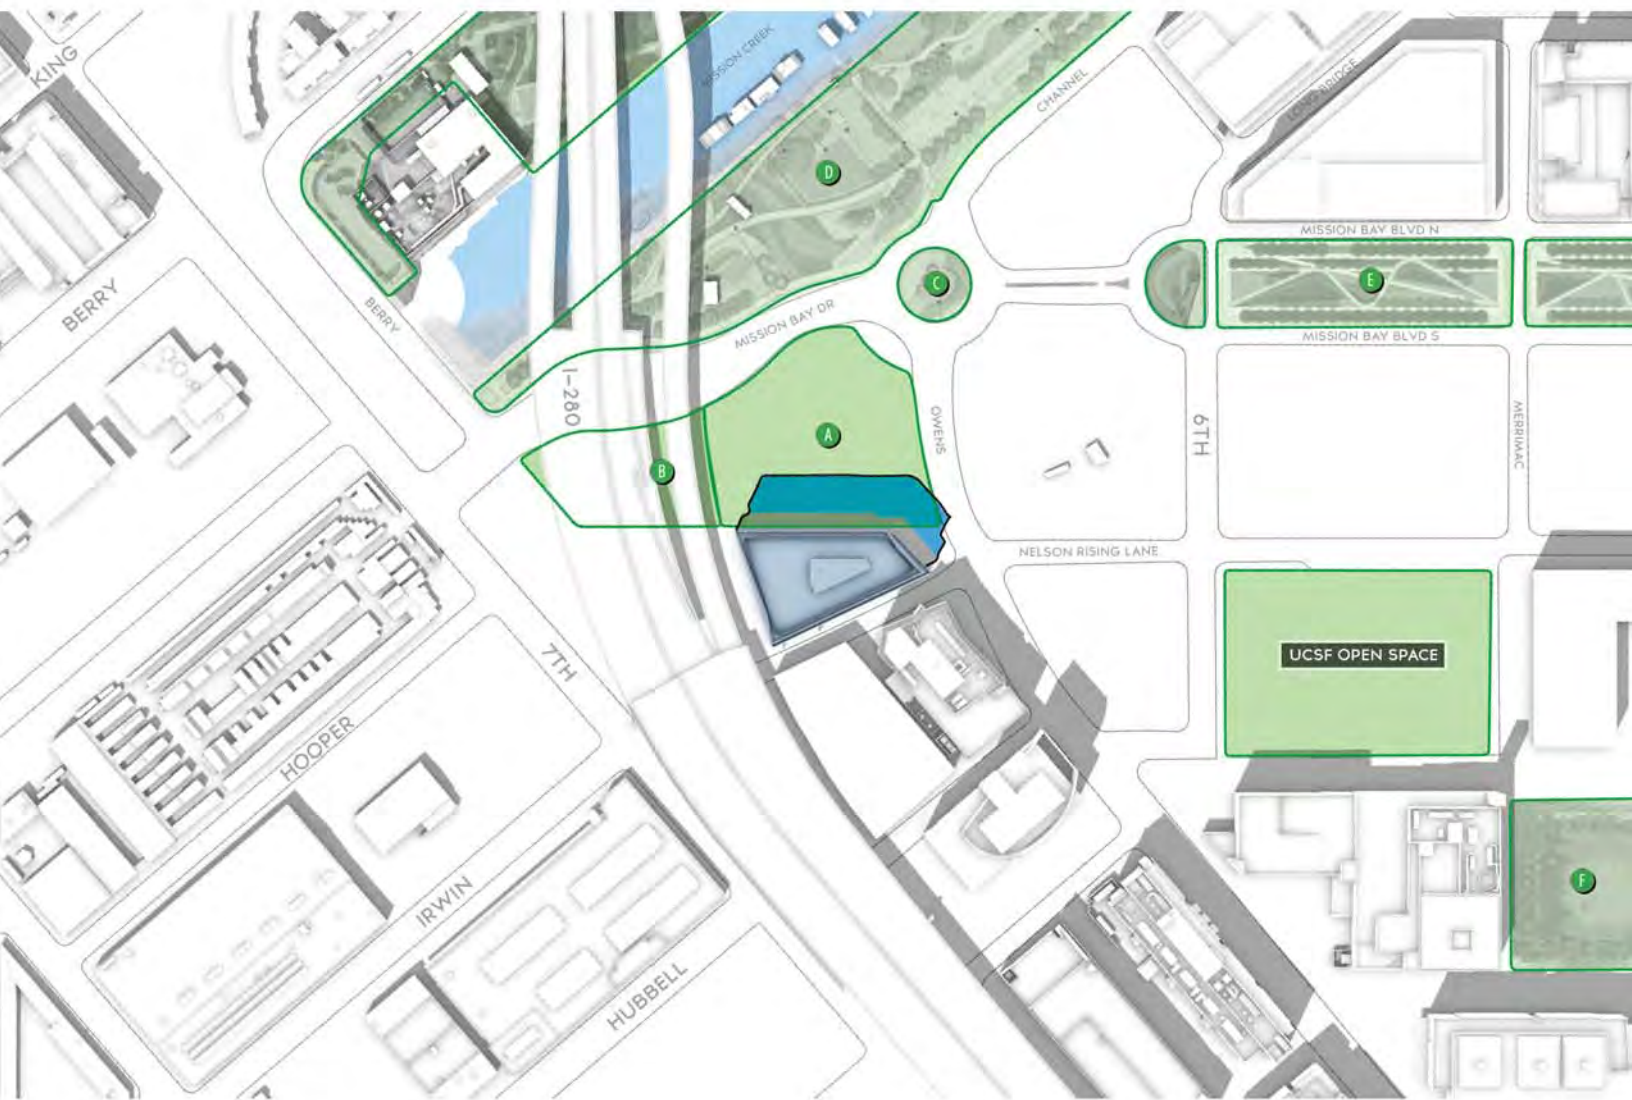 KING
MISSION CREEK
LONG BRIDGE
CHANNEL
D
MISSION BAY BLVD N
C
E
BERRY
BERRY
MISSION BAY DR
MISSION BAY BLVD S
I-280
A
OWENS
6TH
MERRIMAC
B
NELSON RISING LANE
7TH
UCSF OPEN SPACE
HOOPER
IRWIN
F
HUBBELL